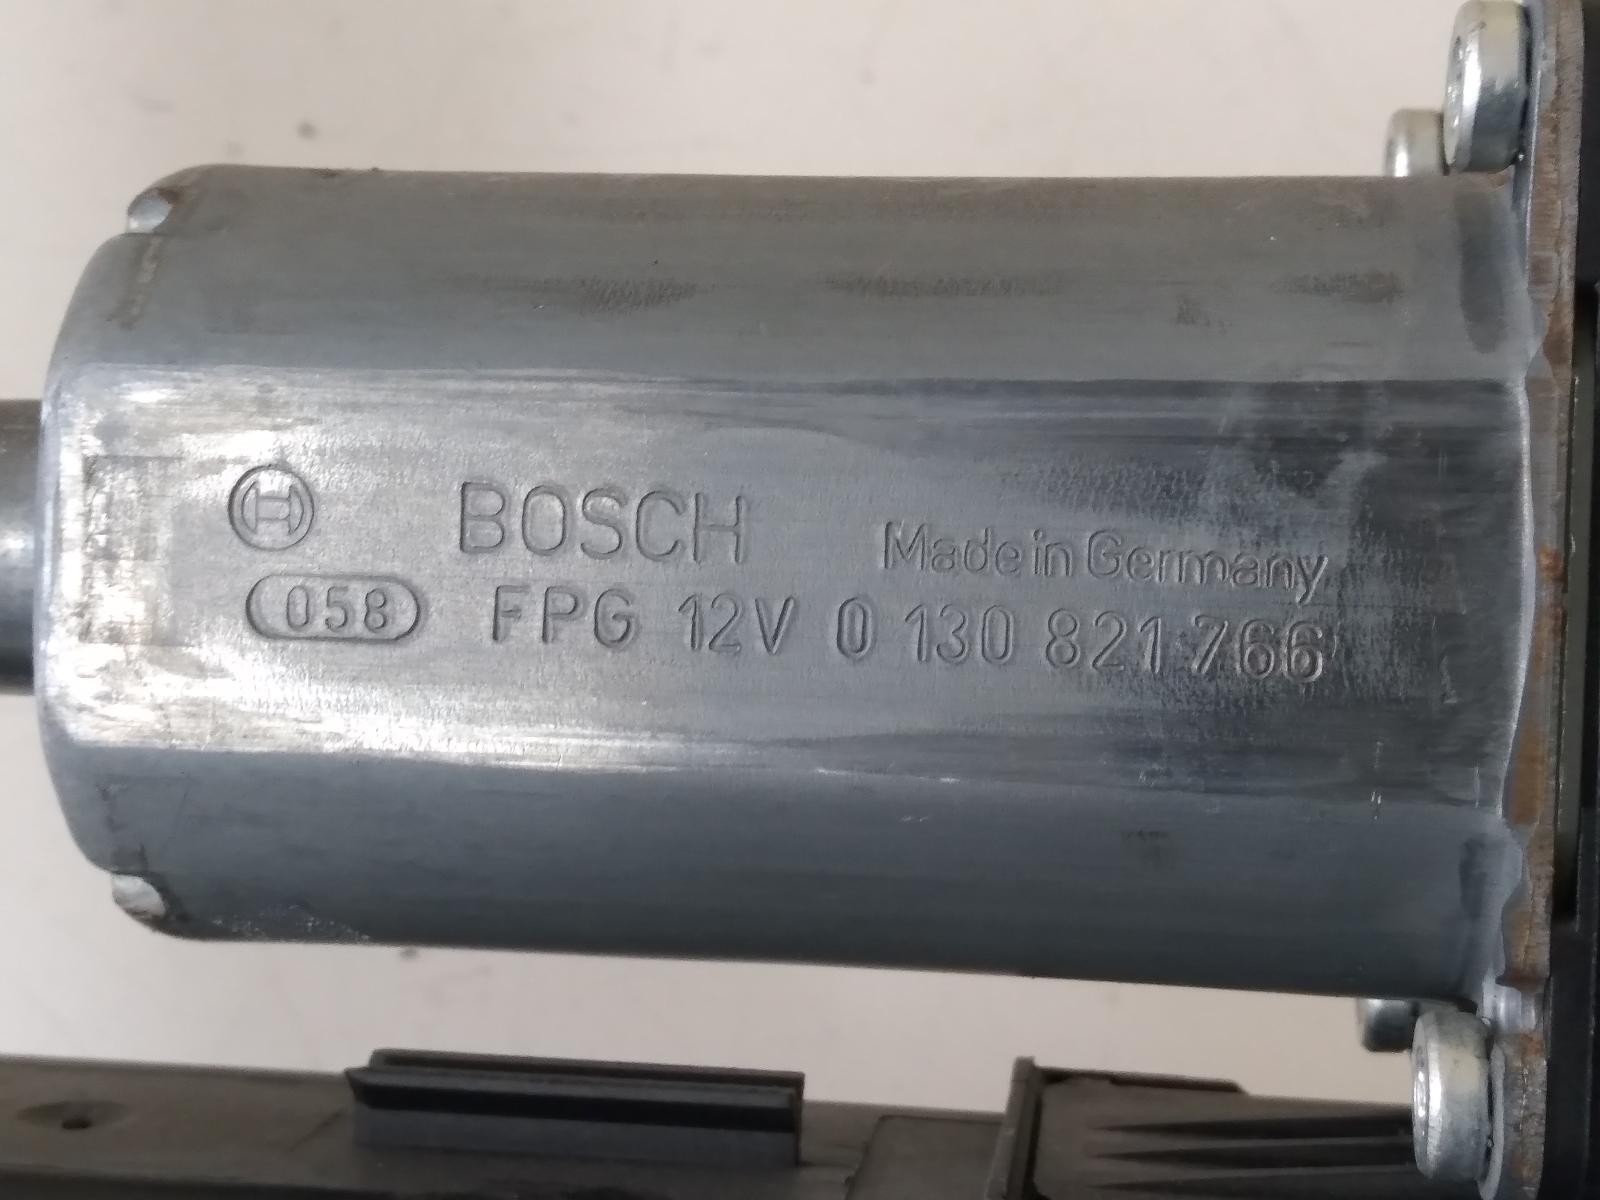 BOSCH Made in Germany
058 FPG 12V 0 130 821 766